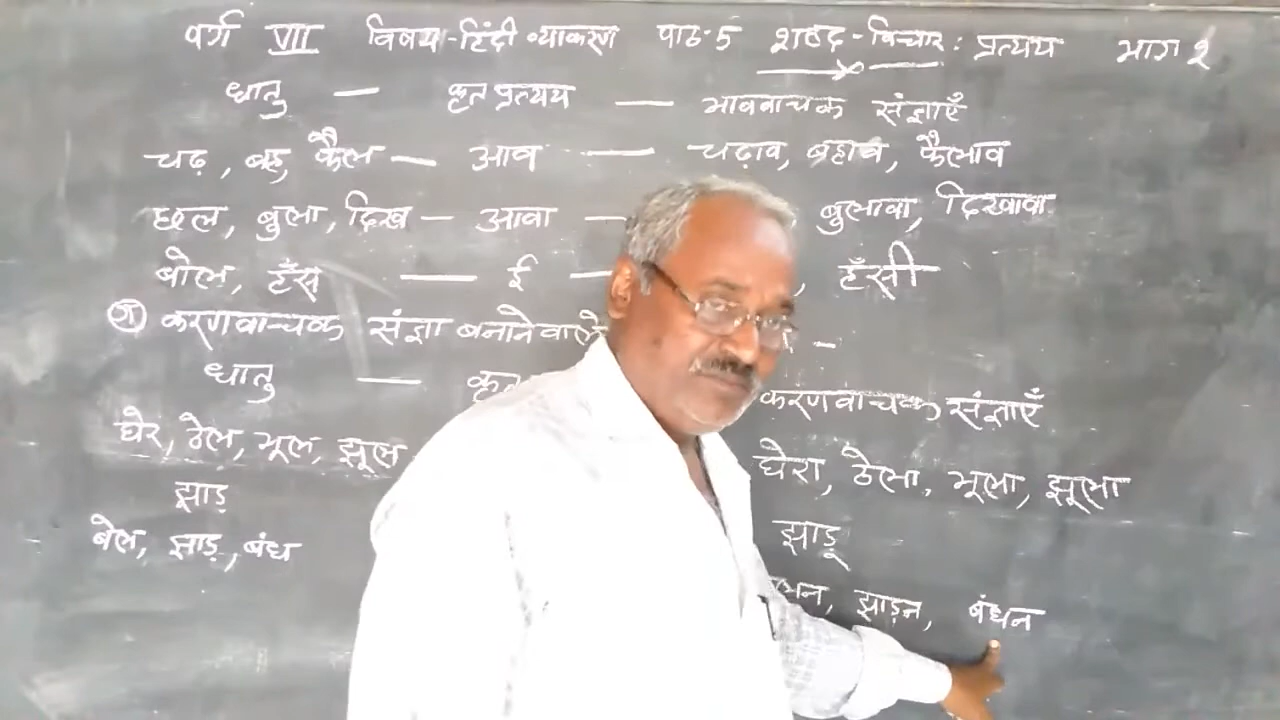 वर्ग VII विषय-हिंदी व्याकरण पाठ-5 शब्द-विचार: प्रत्यय भाग २
धातु — कृत प्रत्यय — भाववाचक संज्ञाएँ
चढ़, बह, फैल — आव — चढ़ाव, बहाव, फैलाव
छल, बुला, दिख — आवा — बुलावा, दिखावा
बोल, हँस — ई — , हँसी
ग करणवाचक संज्ञा बनानेवाले –
धातु — करणवाचक संज्ञाएँ
घेर, ठेल, भूल, झूल घेरा, ठेला, भूला, झूला
झाड़ झाड़ू
बेल, झाड़, बंध झाड़न, बंधन